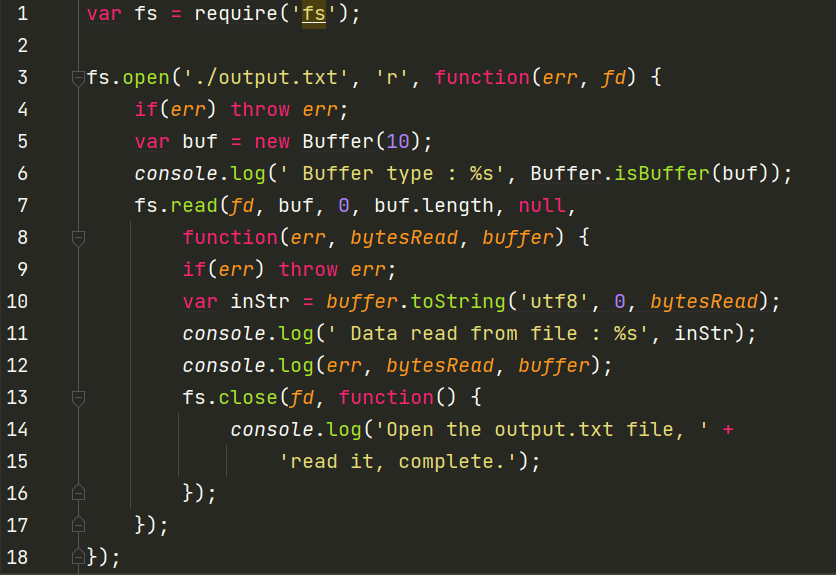 1 var fs = require('fs');
2
3 fs.open('./output.txt', 'r', function(err, fd) {
4     if(err) throw err;
5     var buf = new Buffer(10);
6     console.log(' Buffer type : %s', Buffer.isBuffer(buf));
7     fs.read(fd, buf, 0, buf.length, null,
8         function(err, bytesRead, buffer) {
9         if(err) throw err;
10         var inStr = buffer.toString('utf8', 0, bytesRead);
11         console.log(' Data read from file : %s', inStr);
12         console.log(err, bytesRead, buffer);
13         fs.close(fd, function() {
14             console.log('Open the output.txt file, ' +
15                 'read it, complete.');
16         });
17     });
18 });